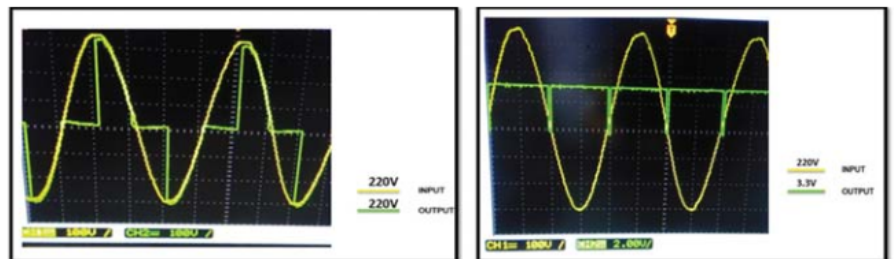 220V INPUT
220V OUTPUT
100V / CH2= 100V /
220V INPUT
3.3V OUTPUT
CH1= 100V / 2.00V/